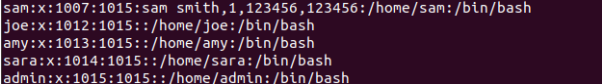 sam:x:1007:1015:sam smith,1,123456,123456:/home/sam:/bin/bash
joe:x:1012:1015::/home/joe:/bin/bash
amy:x:1013:1015::/home/amy:/bin/bash
sara:x:1014:1015::/home/sara:/bin/bash
admin:x:1015:1015::/home/admin:/bin/bash